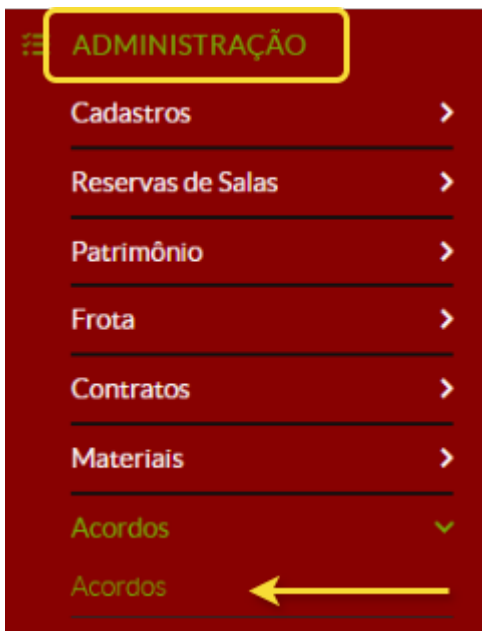 ADMINISTRAÇÃO
Cadastros
Reservas de Salas
Patrimônio
Frota
Contratos
Materiais
Acordos
Acordos